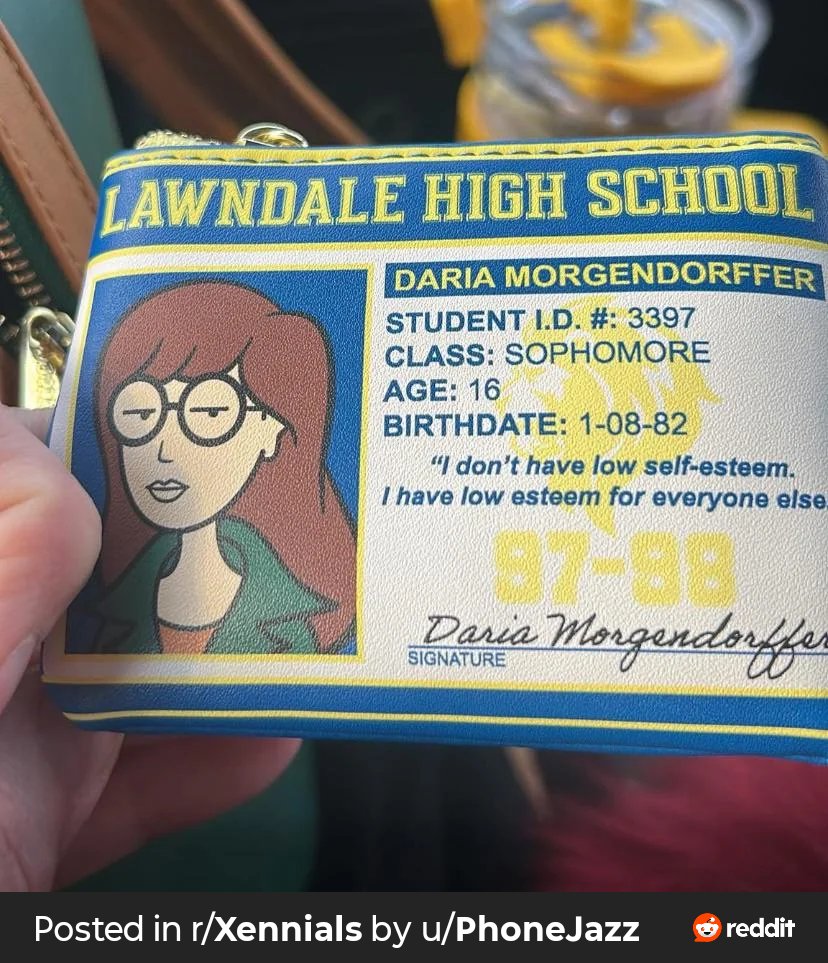 LAWNDALE HIGH SCHOOL
DARIA MORGENDORFFER
STUDENT I.D. #: 3397
CLASS: SOPHOMORE
AGE: 16
BIRTHDATE: 1-08-82
“I don't have low self-esteem.
I have low esteem for everyone else
97-98
Daria Morgendorffer
SIGNATURE
Posted in r/Xennials by u/PhoneJazz
reddit